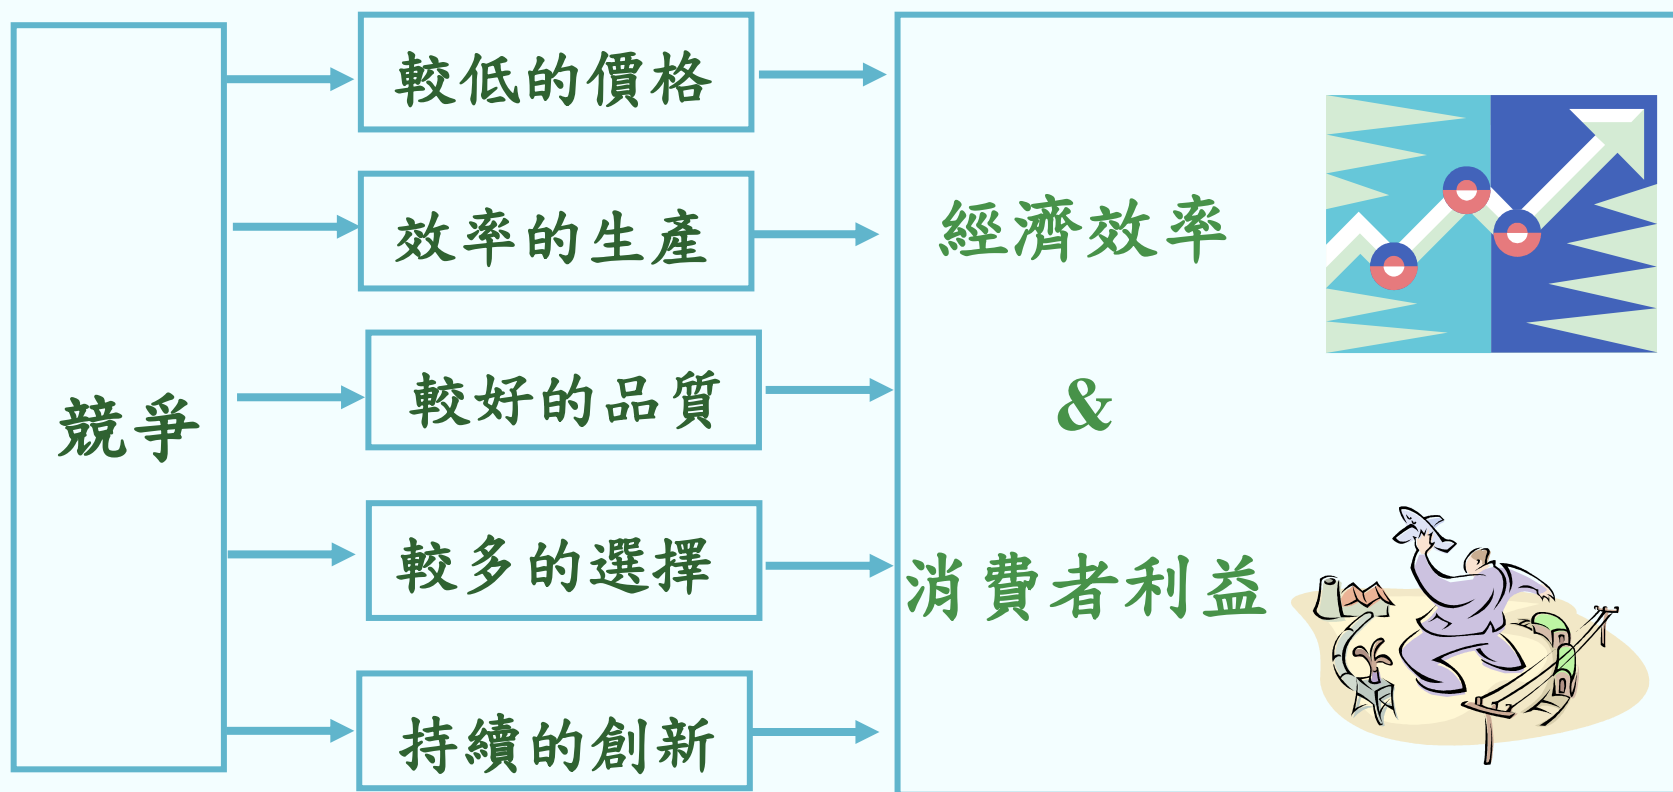 競爭
較低的價格
效率的生產
較好的品質
較多的選擇
持續的創新
經濟效率
&
消費者利益